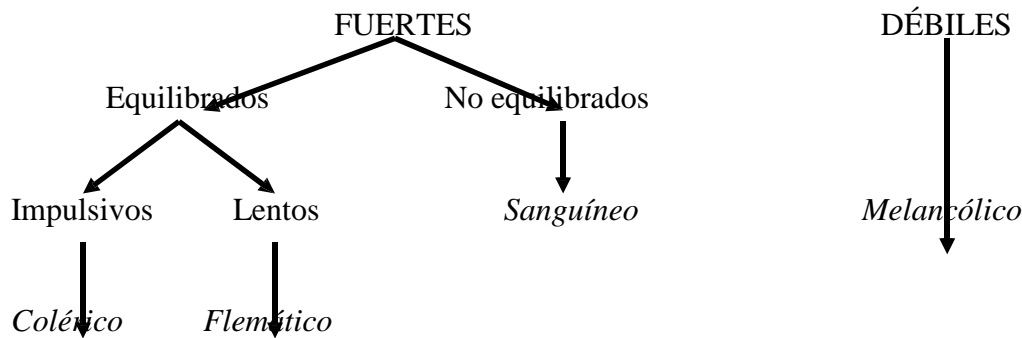 FUERTES DÉBILES
Equilibrados No equilibrados
Impulsivos Lentos Sanguíneo Melancólico
Colérico Flemático